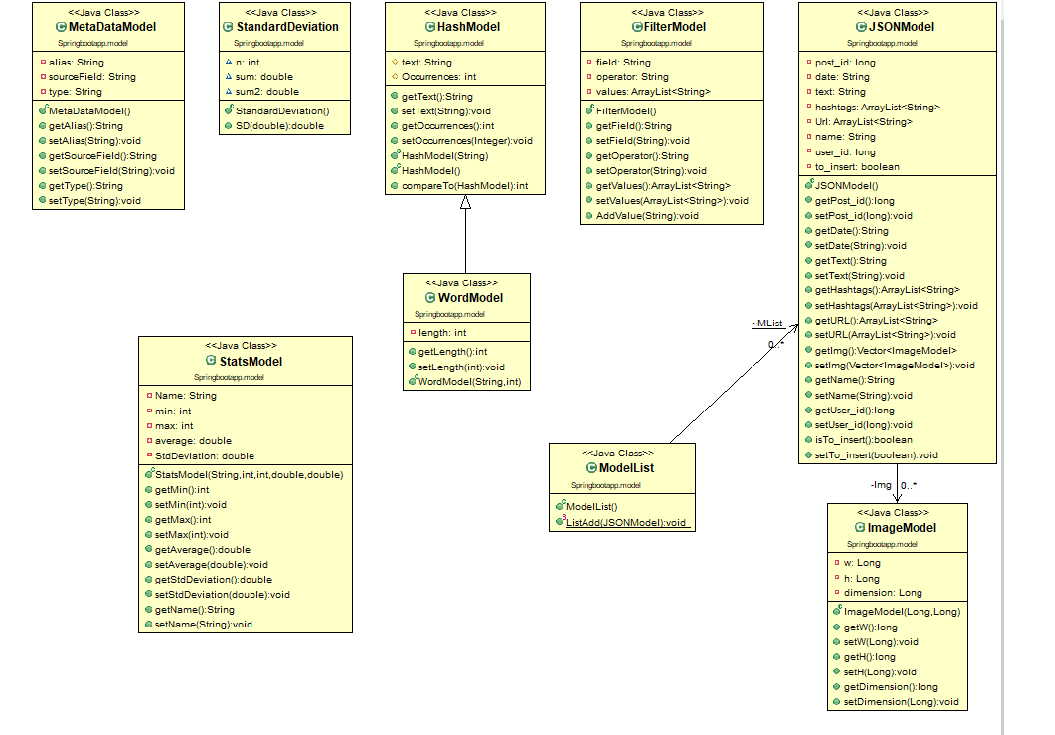 <<Java Class>>
MetaDataModel
Springbootapp.model
alias: String
sourceField: String
type: String
MetaDataModel()
getAlias():String
setAlias(String):void
getSourceField():String
setSourceField(String):void
getType():String
setType(String):void
<<Java Class>>
StandardDeviation
Springbootapp.model
n: int
sum: double
sum2: double
StandardDeviation()
SD(double):double
<<Java Class>>
HashModel
Springbootapp.model
text: String
Occurrences: int
getText():String
setText(String):void
getOccurrences():int
setOccurrences(Integer):void
HashModel(String)
HashModel()
compareTo(HashModel):int
<<Java Class>>
FilterModel
Springbootapp.model
field: String
operator: String
values: ArrayList<String>
FilterModel()
getField():String
setField(String):void
getOperator():String
setOperator(String):void
getValues():ArrayList<String>
setValues(ArrayList<String>):void
AddValue(String):void
<<Java Class>>
JSONModel
Springbootapp.model
post_id: long
date: String
text: String
hashtags: ArrayList<String>
Url: ArrayList<String>
name: String
user_id: long
to_insert: boolean
JSONModel()
getPost_id():long
setPost_id(long):void
getDate():String
setDate(String):void
getText():String
setText(String):void
getHashtags():ArrayList<String>
setHashtags(ArrayList<String>):void
getURL():ArrayList<String>
setURL(ArrayList<String>):void
getImg():Vector<ImageModel>
setImg(Vector<ImageModel>):void
getName():String
setName(String):void
getUser_id():long
setUser_id(long):void
isTo_insert():boolean
setTo_insert(boolean):void
<<Java Class>>
WordModel
Springbootapp.model
length: int
getLength():int
setLength(int):void
WordModel(String,int)
~MList
0..*
<<Java Class>>
StatsModel
Springbootapp.model
Name: String
min: int
max: int
average: double
StdDeviation: double
StatsModel(String,int,int,double,double)
getMin():int
setMin(int):void
getMax():int
setMax(int):void
getAverage():double
setAverage(double):void
getStdDeviation():double
setStdDeviation(double):void
getName():String
setName(String):void
<<Java Class>>
ModelList
Springbootapp.model
ModelList()
ListAdd(JSONModel):void
-Img 0..*
<<Java Class>>
ImageModel
Springbootapp.model
w: Long
h: Long
dimension: Long
ImageModel(Long,Long)
getW():long
setW(Long):void
getH():long
setH(Long):void
getDimension():long
setDimension(Long):void